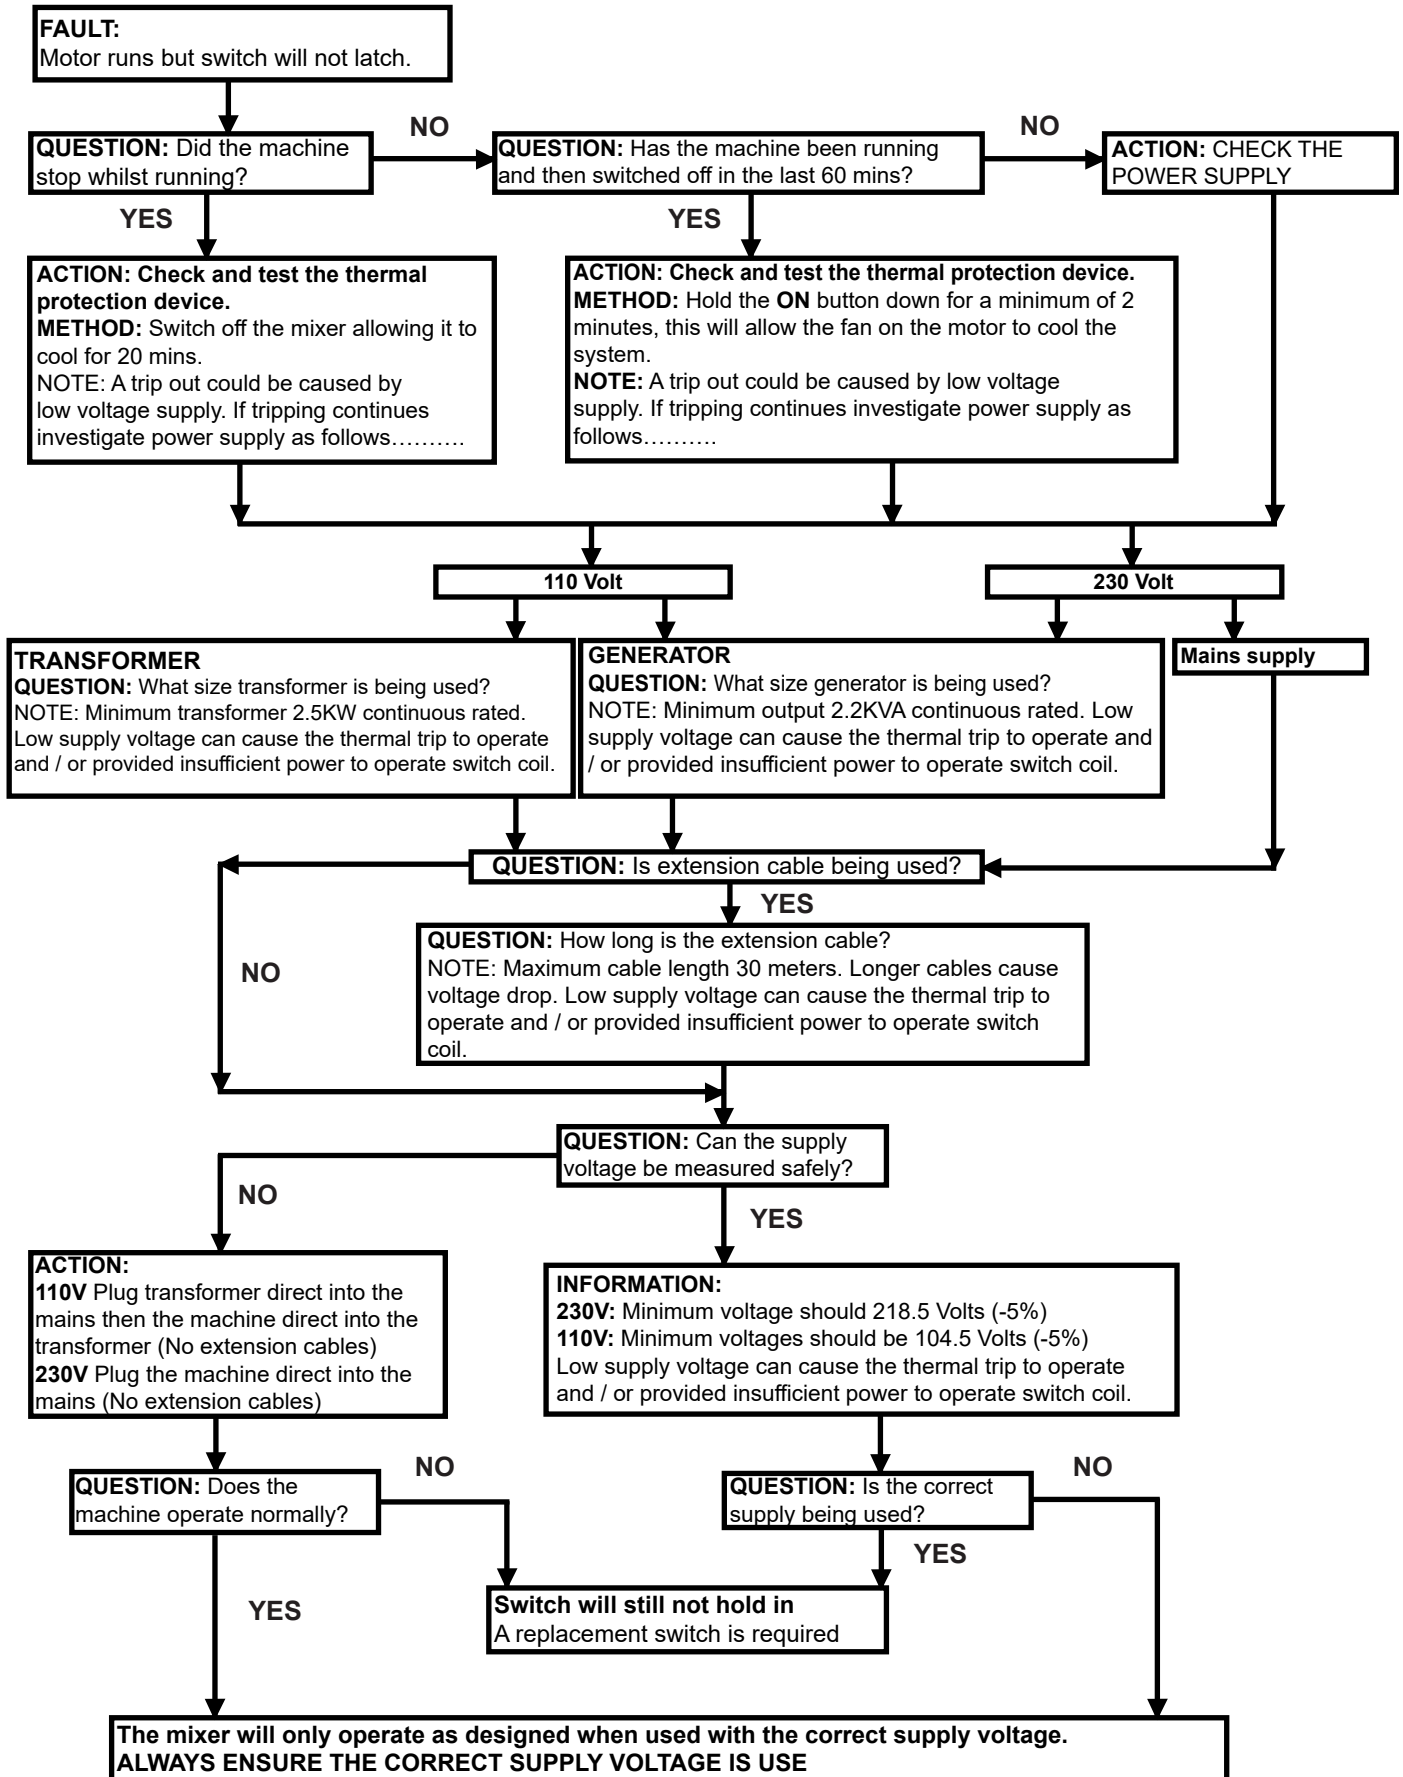 FAULT:
Motor runs but switch will not latch.
NO
NO
QUESTION: Did the machine
stop whilst running?
QUESTION: Has the machine been running
and then switched off in the last 60 mins?
ACTION: CHECK THE
POWER SUPPLY
YES
YES
ACTION: Check and test the thermal
protection device.
METHOD: Switch off the mixer allowing it to
cool for 20 mins.
NOTE: A trip out could be caused by
low voltage supply. If tripping continues
investigate power supply as follows……….
ACTION: Check and test the thermal protection device.
METHOD: Hold the ON button down for a minimum of 2
minutes, this will allow the fan on the motor to cool the
system.
NOTE: A trip out could be caused by low voltage
supply. If tripping continues investigate power supply as
follows……….
110 Volt
230 Volt
TRANSFORMER
QUESTION: What size transformer is being used?
NOTE: Minimum transformer 2.5KW continuous rated.
Low supply voltage can cause the thermal trip to operate
and / or provided insufficient power to operate switch coil.
GENERATOR
QUESTION: What size generator is being used?
NOTE: Minimum output 2.2KVA continuous rated. Low
supply voltage can cause the thermal trip to operate and
/ or provided insufficient power to operate switch coil.
Mains supply
QUESTION: Is extension cable being used?
YES
NO
QUESTION: How long is the extension cable?
NOTE: Maximum cable length 30 meters. Longer cables cause
voltage drop. Low supply voltage can cause the thermal trip to
operate and / or provided insufficient power to operate switch
coil.
QUESTION: Can the supply
voltage be measured safely?
NO
YES
ACTION:
110V Plug transformer direct into the
mains then the machine direct into the
transformer (No extension cables)
230V Plug the machine direct into the
mains (No extension cables)
INFORMATION:
230V: Minimum voltage should 218.5 Volts (-5%)
110V: Minimum voltages should be 104.5 Volts (-5%)
Low supply voltage can cause the thermal trip to operate
and / or provided insufficient power to operate switch coil.
NO
NO
QUESTION: Does the
machine operate normally?
QUESTION: Is the correct
supply being used?
YES
YES
Switch will still not hold in
A replacement switch is required
The mixer will only operate as designed when used with the correct supply voltage.
ALWAYS ENSURE THE CORRECT SUPPLY VOLTAGE IS USE